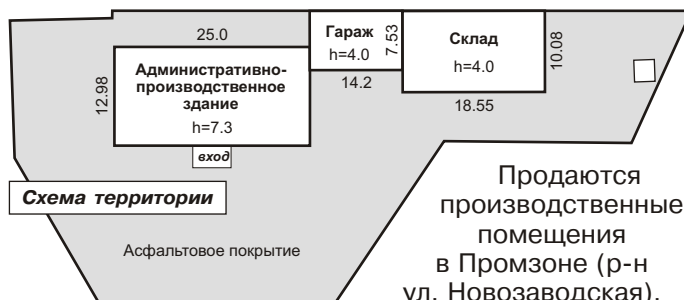 25.0
Гараж
h=4.0
7.53
Склад
h=4.0
10.08
Административно-
производственное
здание
h=7.3
12.98
14.2
18.55
вход
Схема территории
Асфальтовое покрытие
Продаются
производственные
помещения
в Промзоне (р-н
ул. Новозаводская).